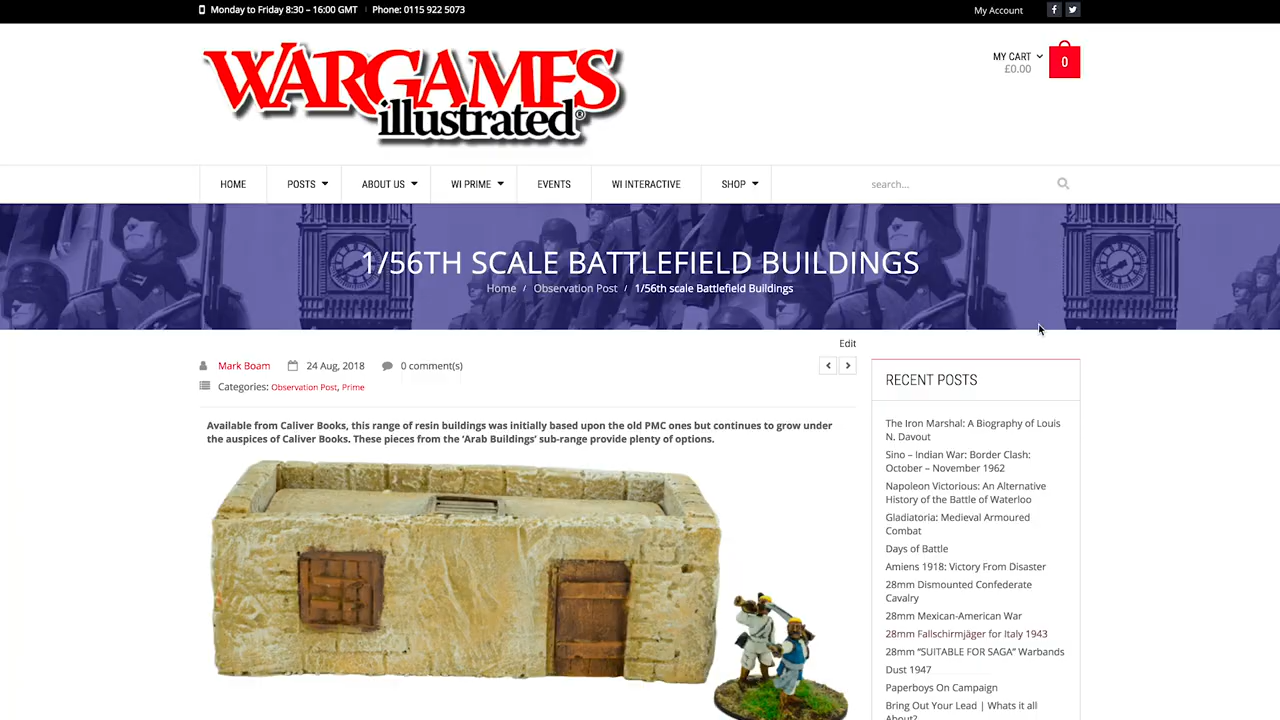 Monday to Friday 8:30 – 16:00 GMT Phone: 0115 922 5073
My Account
WARGAMES
illustrated®
MY CART
£0.00
0
HOME POSTS ABOUT US WI PRIME EVENTS WI INTERACTIVE SHOP search...
1/56TH SCALE BATTLEFIELD BUILDINGS
Home / Observation Post / 1/56th scale Battlefield Buildings
Edit
Mark Boam 24 Aug, 2018 0 comment(s)
Categories: Observation Post, Prime
Available from Caliver Books, this range of resin buildings was initially based upon the old PMC ones but continues to grow under
the auspices of Caliver Books. These pieces from the ‘Arab Buildings’ sub-range provide plenty of options.
RECENT POSTS
The Iron Marshal: A Biography of Louis
N. Davout
Sino – Indian War: Border Clash:
October – November 1962
Napoleon Victorious: An Alternative
History of the Battle of Waterloo
Gladiatoria: Medieval Armoured
Combat
Days of Battle
Amiens 1918: Victory From Disaster
28mm Dismounted Confederate
Cavalry
28mm Mexican-American War
28mm Fallschirmjäger for Italy 1943
28mm “SUITABLE FOR SAGA” Warbands
Dust 1947
Paperboys On Campaign
Bring Out Your Lead | Whats it all
About?